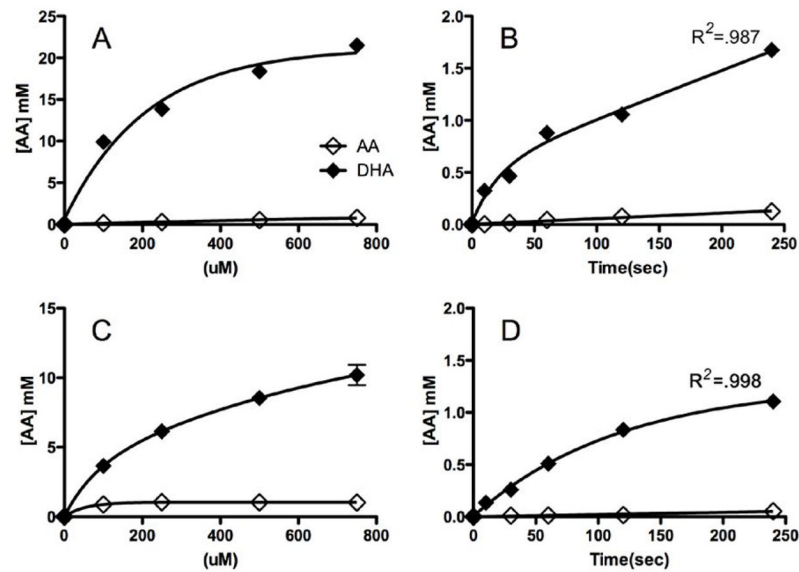 A
[AA] mM
25
20
15
10
5
0
0 200 400 600 800
(uM)
AA
DHA
B
R²=.987
[AA] mM
2.0
1.5
1.0
0.5
0.0
0 50 100 150 200 250
Time(sec)
C
[AA] mM
15
10
5
0
0 200 400 600 800
(uM)
D
R²=.998
[AA] mM
2.0
1.5
1.0
0.5
0.0
0 50 100 150 200 250
Time(sec)